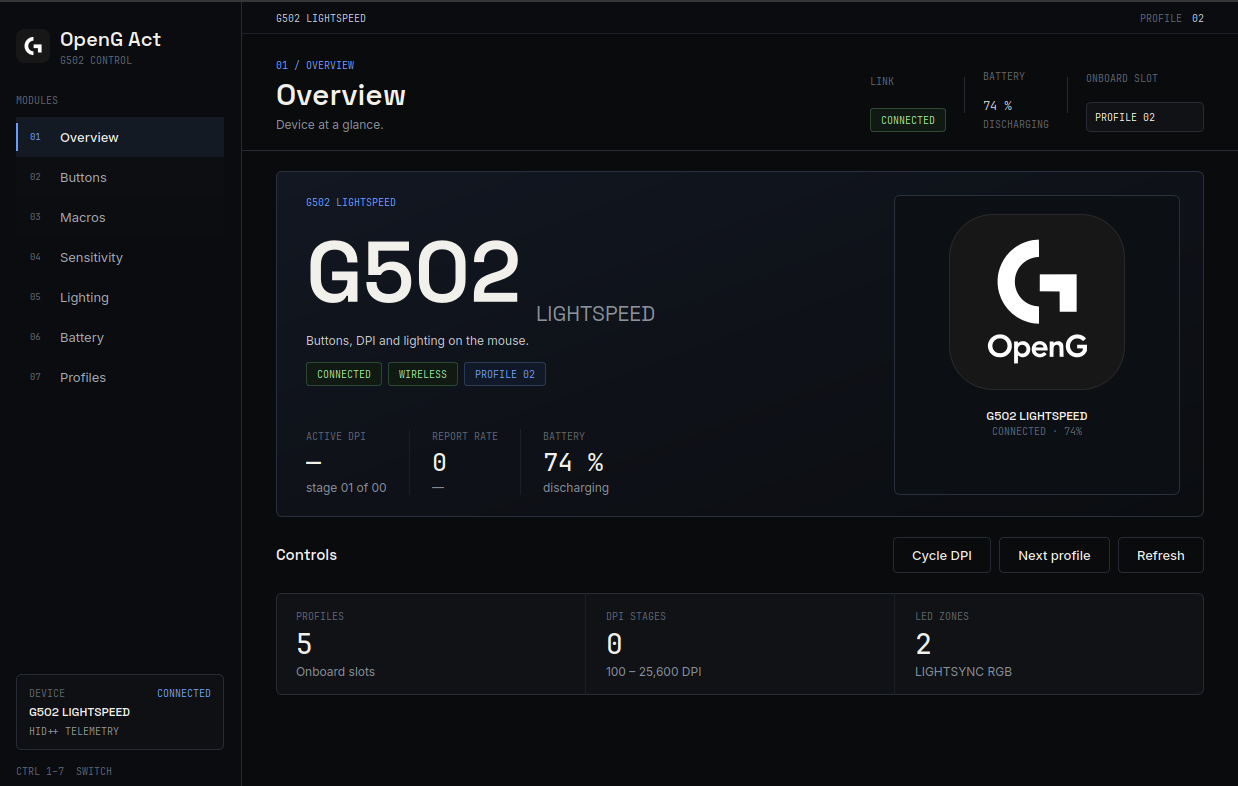 OpenG Act
G502 CONTROL
MODULES
01 Overview
02 Buttons
03 Macros
04 Sensitivity
05 Lighting
06 Battery
07 Profiles
DEVICE CONNECTED
G502 LIGHTSPEED
HID++ TELEMETRY
CTRL 1–7 SWITCH
G502 LIGHTSPEED PROFILE 02
01 / OVERVIEW
Overview
Device at a glance.
LINK
CONNECTED
BATTERY
74 %
DISCHARGING
ONBOARD SLOT
PROFILE 02
G502 LIGHTSPEED
G502 LIGHTSPEED
Buttons, DPI and lighting on the mouse.
CONNECTED WIRELESS PROFILE 02
ACTIVE DPI
—
stage 01 of 00
REPORT RATE
0
—
BATTERY
74 %
discharging
OpenG
G502 LIGHTSPEED
CONNECTED · 74%
Controls
Cycle DPI Next profile Refresh
PROFILES
5
Onboard slots
DPI STAGES
0
100 – 25,600 DPI
LED ZONES
2
LIGHTSYNC RGB